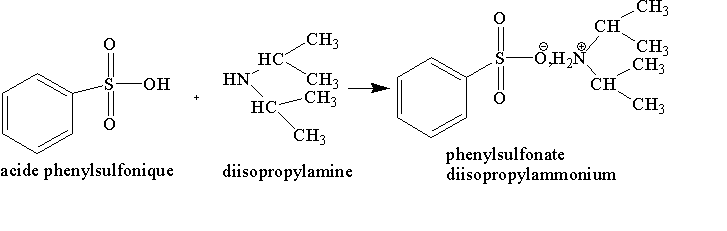 O
S OH
O
acide phenylsulfonique
+
CH3
HC
HN CH3
HC CH3
CH3
diisopropylamine
O
S O⊖,H2N⊕
O
CH3
CH
CH3
CH3
CH
CH3
phenylsulfonate
diisopropylammonium